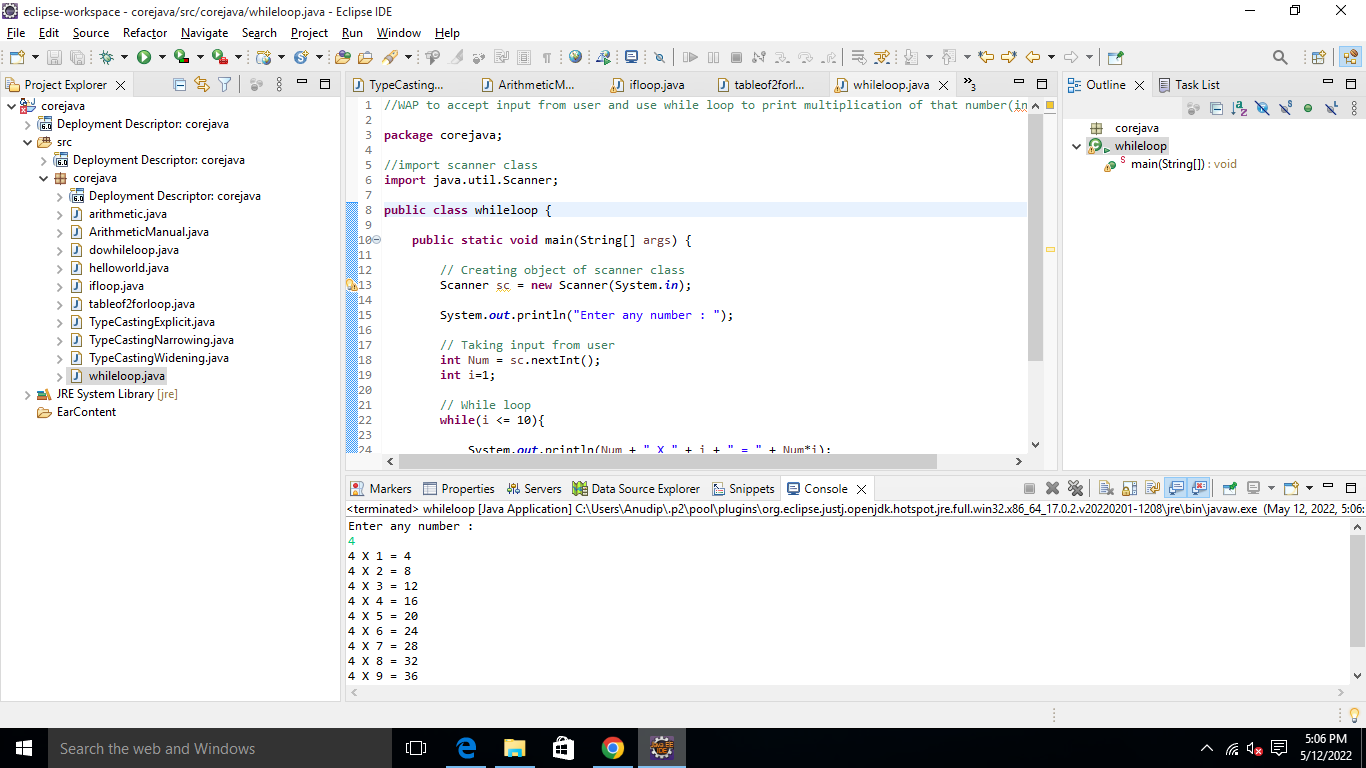 eclipse-workspace - corejava/src/corejava/whileloop.java - Eclipse IDE
File Edit Source Refactor Navigate Search Project Run Window Help
Project Explorer
corejava
Deployment Descriptor: corejava
src
Deployment Descriptor: corejava
corejava
Deployment Descriptor: corejava
arithmetic.java
ArithmeticManual.java
dowhileloop.java
helloworld.java
ifloop.java
tableof2forloop.java
TypeCastingExplicit.java
TypeCastingNarrowing.java
TypeCastingWidening.java
whileloop.java
JRE System Library [jre]
EarContent
TypeCasting... ArithmeticM... ifloop.java tableof2forl... whileloop.java »3
1 //WAP to accept input from user and use while loop to print multiplication of that number(in
2
3 package corejava;
4
5 //import scanner class
6 import java.util.Scanner;
7
8 public class whileloop {
9
10 public static void main(String[] args) {
11
12 // Creating object of scanner class
13 Scanner sc = new Scanner(System.in);
14
15 System.out.println("Enter any number : ");
16
17 // Taking input from user
18 int Num = sc.nextInt();
19 int i=1;
20
21 // While loop
22 while(i <= 10){
23
24 System.out.println(Num + " X " + i + " = " + Num*i);
Outline Task List
corejava
whileloop
main(String[]) : void
Markers Properties Servers Data Source Explorer Snippets Console
<terminated> whileloop [Java Application] C:\Users\Anudip\.p2\pool\plugins\org.eclipse.justj.openjdk.hotspot.jre.full.win32.x86_64_17.0.2.v20220201-1208\jre\bin\javaw.exe (May 12, 2022, 5:06:
Enter any number :
4
4 X 1 = 4
4 X 2 = 8
4 X 3 = 12
4 X 4 = 16
4 X 5 = 20
4 X 6 = 24
4 X 7 = 28
4 X 8 = 32
4 X 9 = 36
Search the web and Windows
5:06 PM
5/12/2022